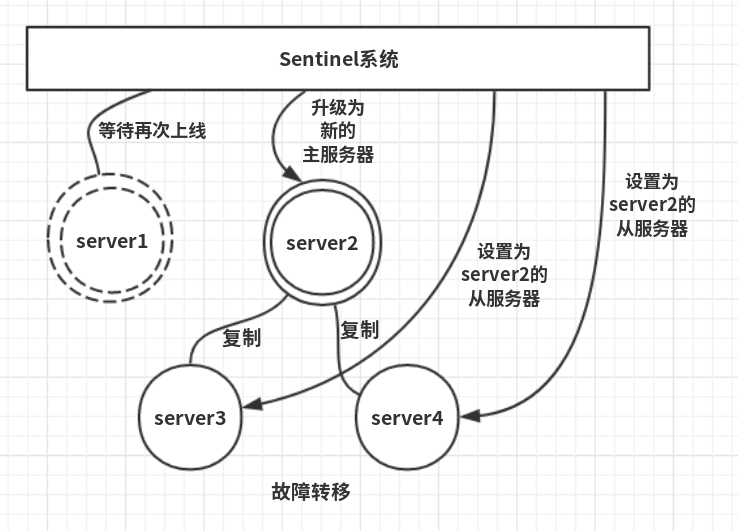 Sentinel系统
等待再次上线
升级为
新的
主服务器
设置为
server2的
从服务器
server1
server2
设置为
server2的
从服务器
复制
复制
server3
server4
故障转移